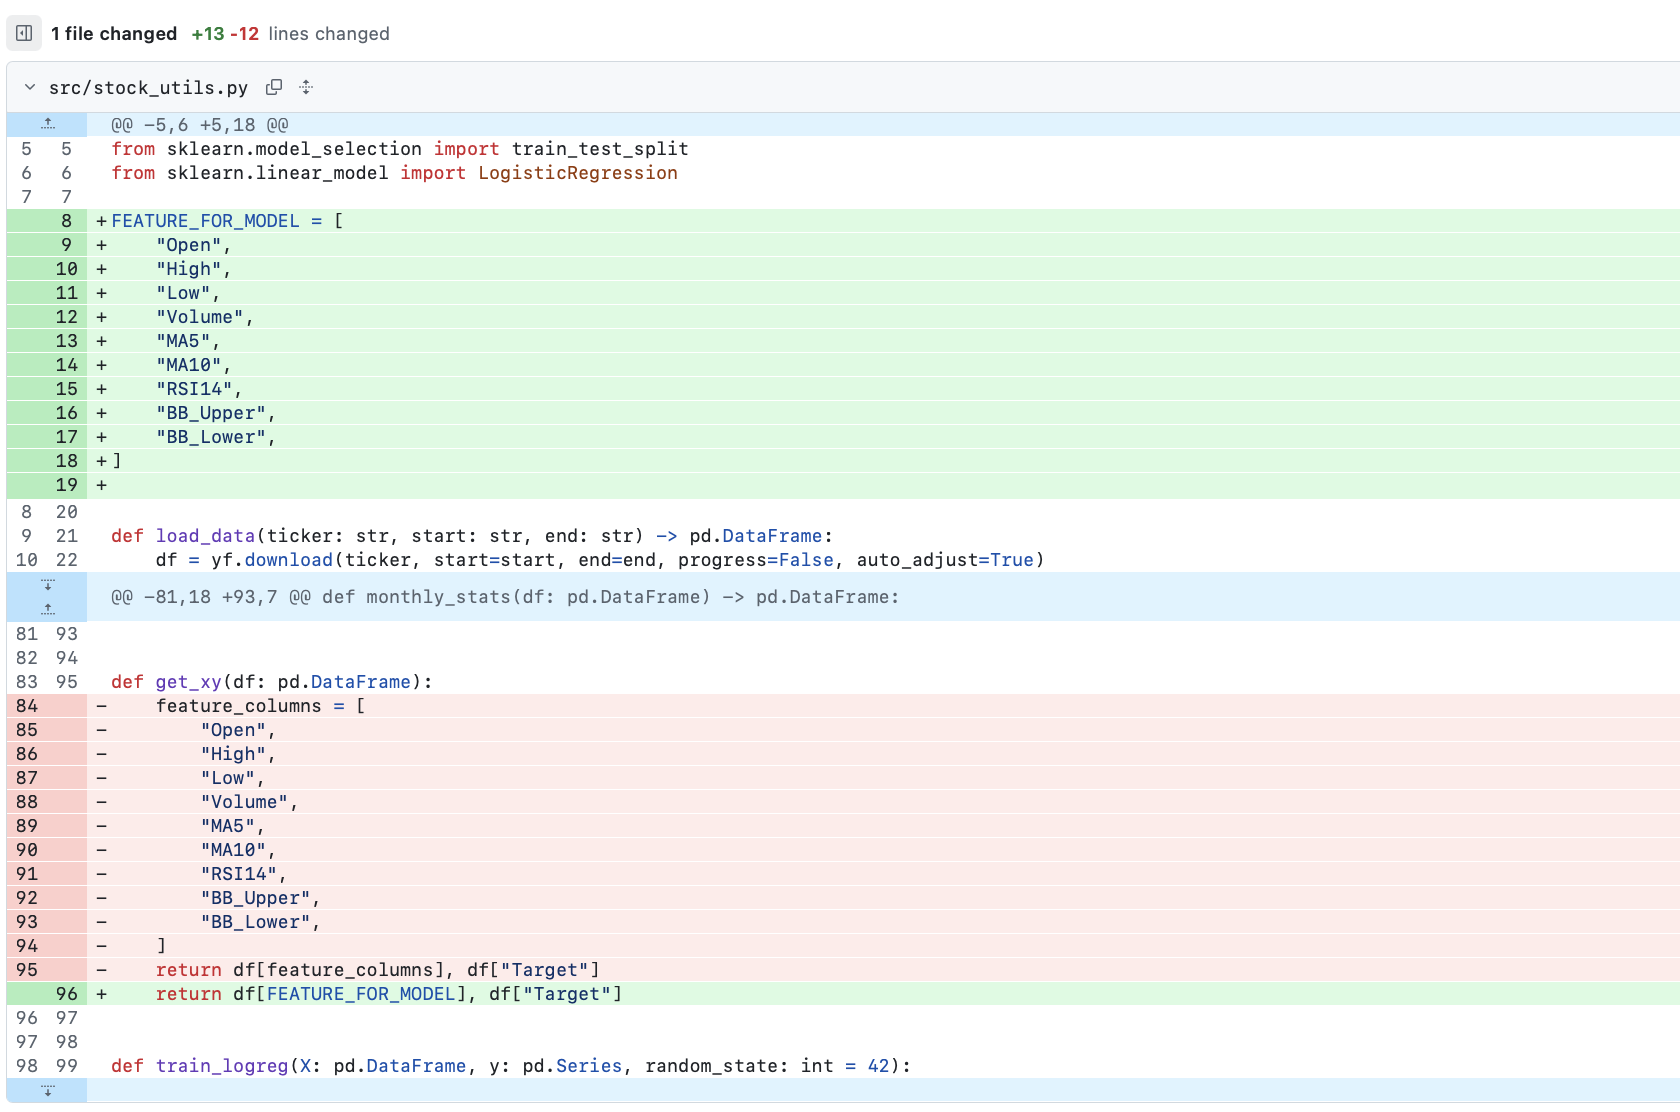 1 file changed +13 -12 lines changed
src/stock_utils.py
@@ -5,6 +5,18 @@
5 5 from sklearn.model_selection import train_test_split
6 6 from sklearn.linear_model import LogisticRegression
7 7
8 +FEATURE_FOR_MODEL = [
9 +    "Open",
10 +    "High",
11 +    "Low",
12 +    "Volume",
13 +    "MA5",
14 +    "MA10",
15 +    "RSI14",
16 +    "BB_Upper",
17 +    "BB_Lower",
18 +]
19 +
8 20
9 21 def load_data(ticker: str, start: str, end: str) -> pd.DataFrame:
10 22     df = yf.download(ticker, start=start, end=end, progress=False, auto_adjust=True)
@@ -81,18 +93,7 @@ def monthly_stats(df: pd.DataFrame) -> pd.DataFrame:
81 93
82 94
83 95 def get_xy(df: pd.DataFrame):
84 -    feature_columns = [
85 -        "Open",
86 -        "High",
87 -        "Low",
88 -        "Volume",
89 -        "MA5",
90 -        "MA10",
91 -        "RSI14",
92 -        "BB_Upper",
93 -        "BB_Lower",
94 -    ]
95 -    return df[feature_columns], df["Target"]
96 +    return df[FEATURE_FOR_MODEL], df["Target"]
96 97
97 98
98 99 def train_logreg(X: pd.DataFrame, y: pd.Series, random_state: int = 42):